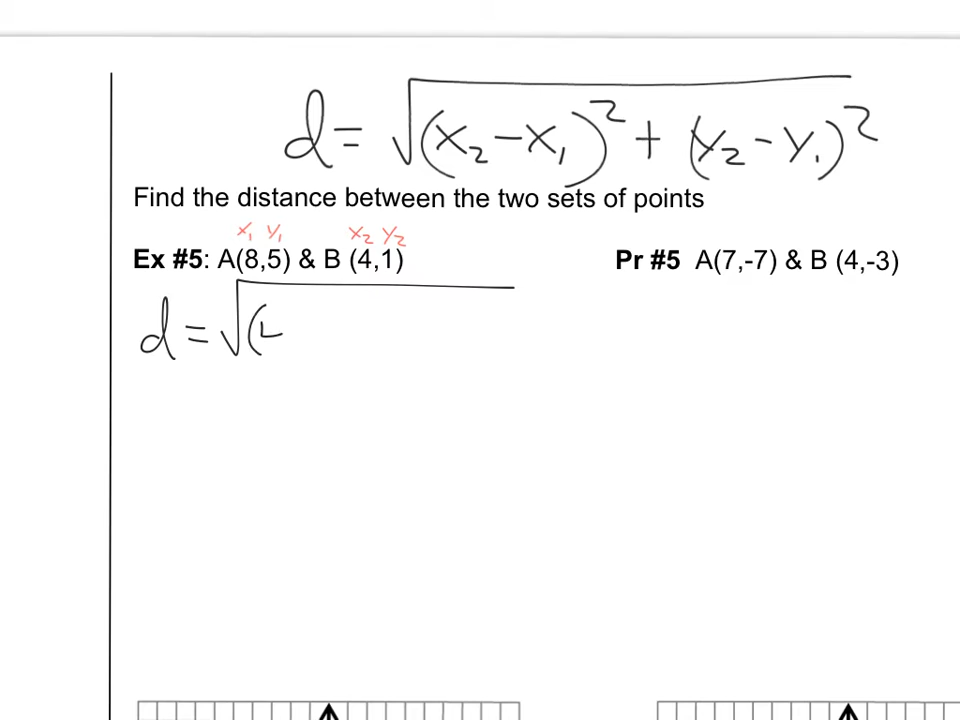 d = √(x₂ - x₁)² + (y₂ - y₁)²
Find the distance between the two sets of points
x₁ y₁ x₂ y₂
Ex #5: A(8,5) & B (4,1) Pr #5 A(7,-7) & B (4,-3)
d = √(